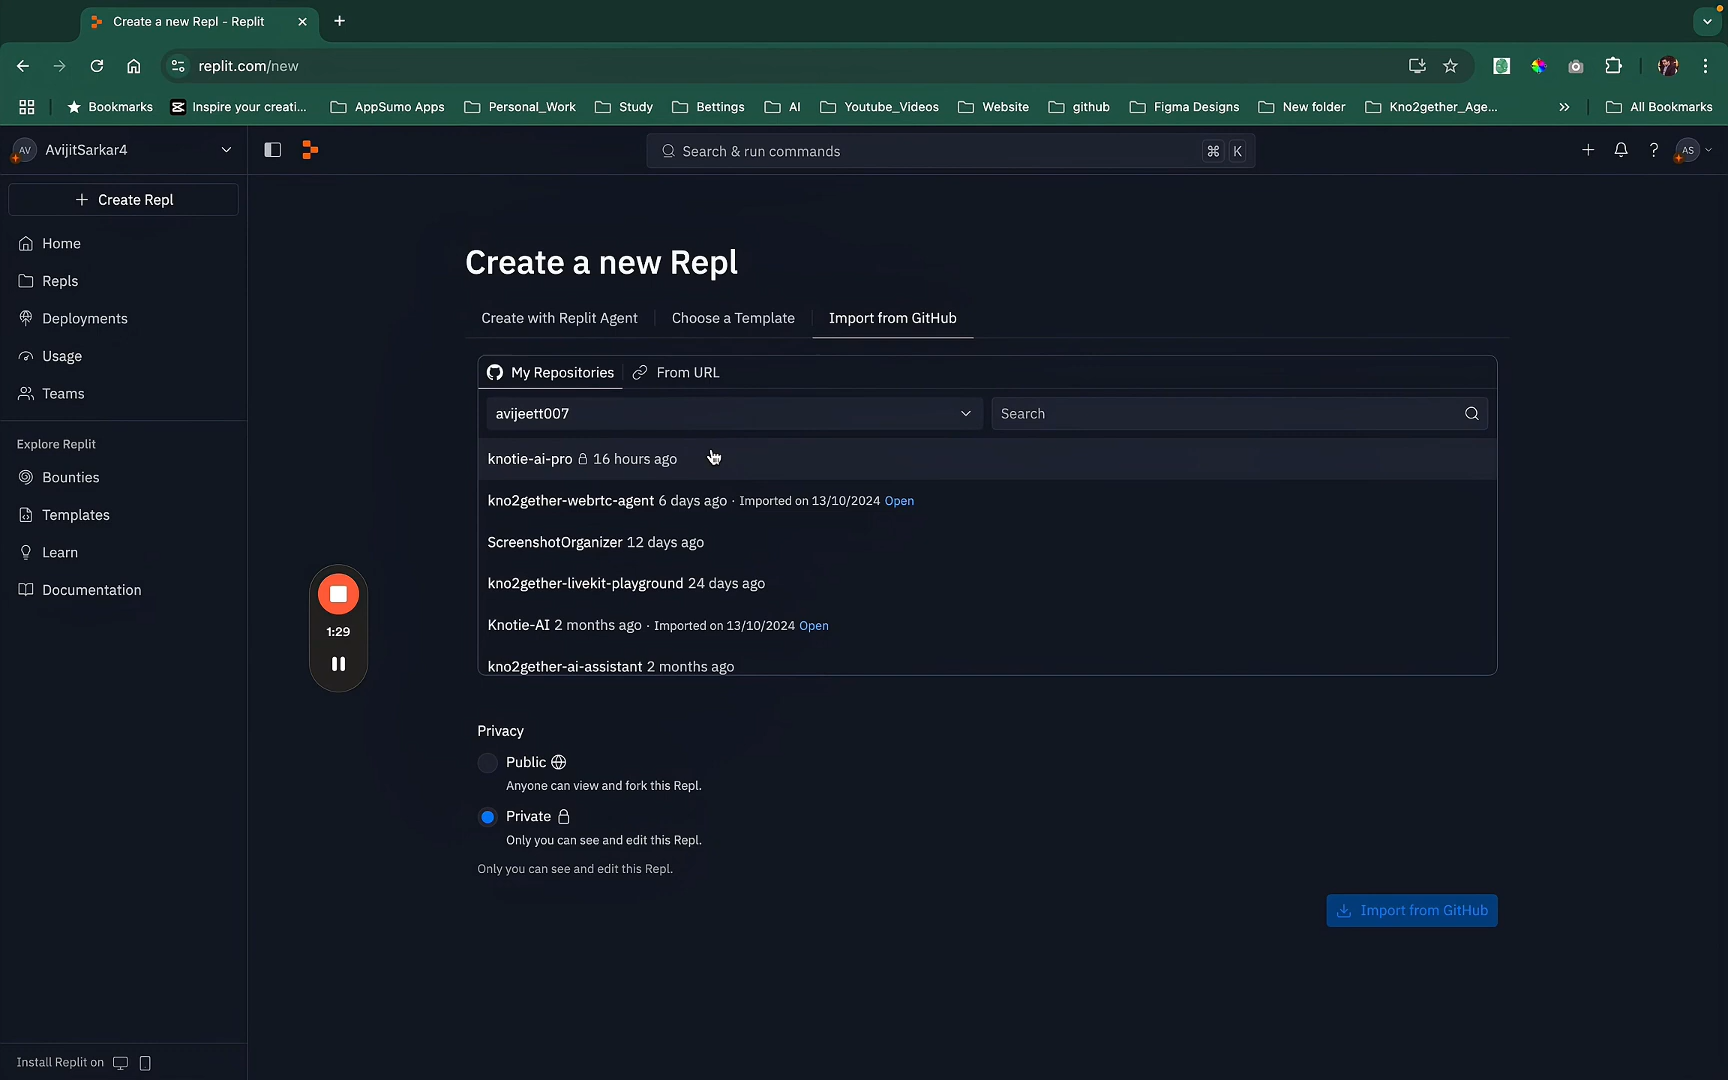 Create a new Repl - Replit
replit.com/new
Bookmarks
Inspire your creati...
AppSumo Apps
Personal_Work
Study
Bettings
AI
Youtube_Videos
Website
github
Figma Designs
New folder
Kno2gether_Age...
All Bookmarks
AV
AvijitSarkar4
Search & run commands
⌘ K
?
AS
Create Repl
Home
Repls
Deployments
Usage
Teams
Explore Replit
Bounties
Templates
Learn
Documentation
Install Replit on
Create a new Repl
Create with Replit Agent
Choose a Template
Import from GitHub
My Repositories
From URL
avijeett007
Search
knotie-ai-pro 16 hours ago
kno2gether-webrtc-agent 6 days ago · Imported on 13/10/2024 Open
ScreenshotOrganizer 12 days ago
kno2gether-livekit-playground 24 days ago
Knotie-AI 2 months ago · Imported on 13/10/2024 Open
kno2gether-ai-assistant 2 months ago
1:29
Privacy
Public
Anyone can view and fork this Repl.
Private
Only you can see and edit this Repl.
Only you can see and edit this Repl.
Import from GitHub